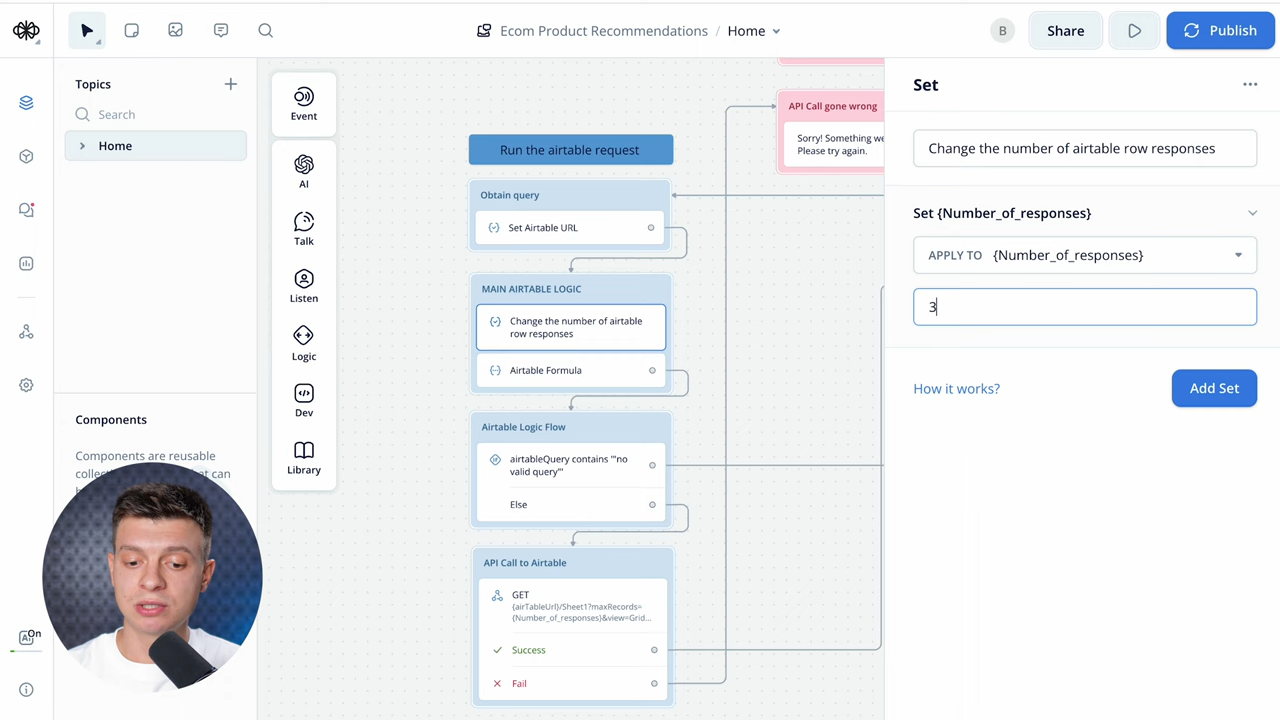 Ecom Product Recommendations / Home
B
Share
Publish
Topics
Search
Home
Components
Components are reusable
can
Event
AI
Talk
Listen
Logic
Dev
Library
Run the airtable request
Obtain query
Set Airtable URL
MAIN AIRTABLE LOGIC
Change the number of airtable
row responses
Airtable Formula
Airtable Logic Flow
airtableQuery contains '"no
valid query"'
Else
API Call to Airtable
GET
{airTableUrl}/Sheet1?maxRecords=
{Number_of_responses}&view=Grid...
Success
Fail
API Call gone wrong
Sorry! Something we
Please try again.
Set
Change the number of airtable row responses
Set {Number_of_responses}
APPLY TO {Number_of_responses}
3
How it works?
Add Set
On